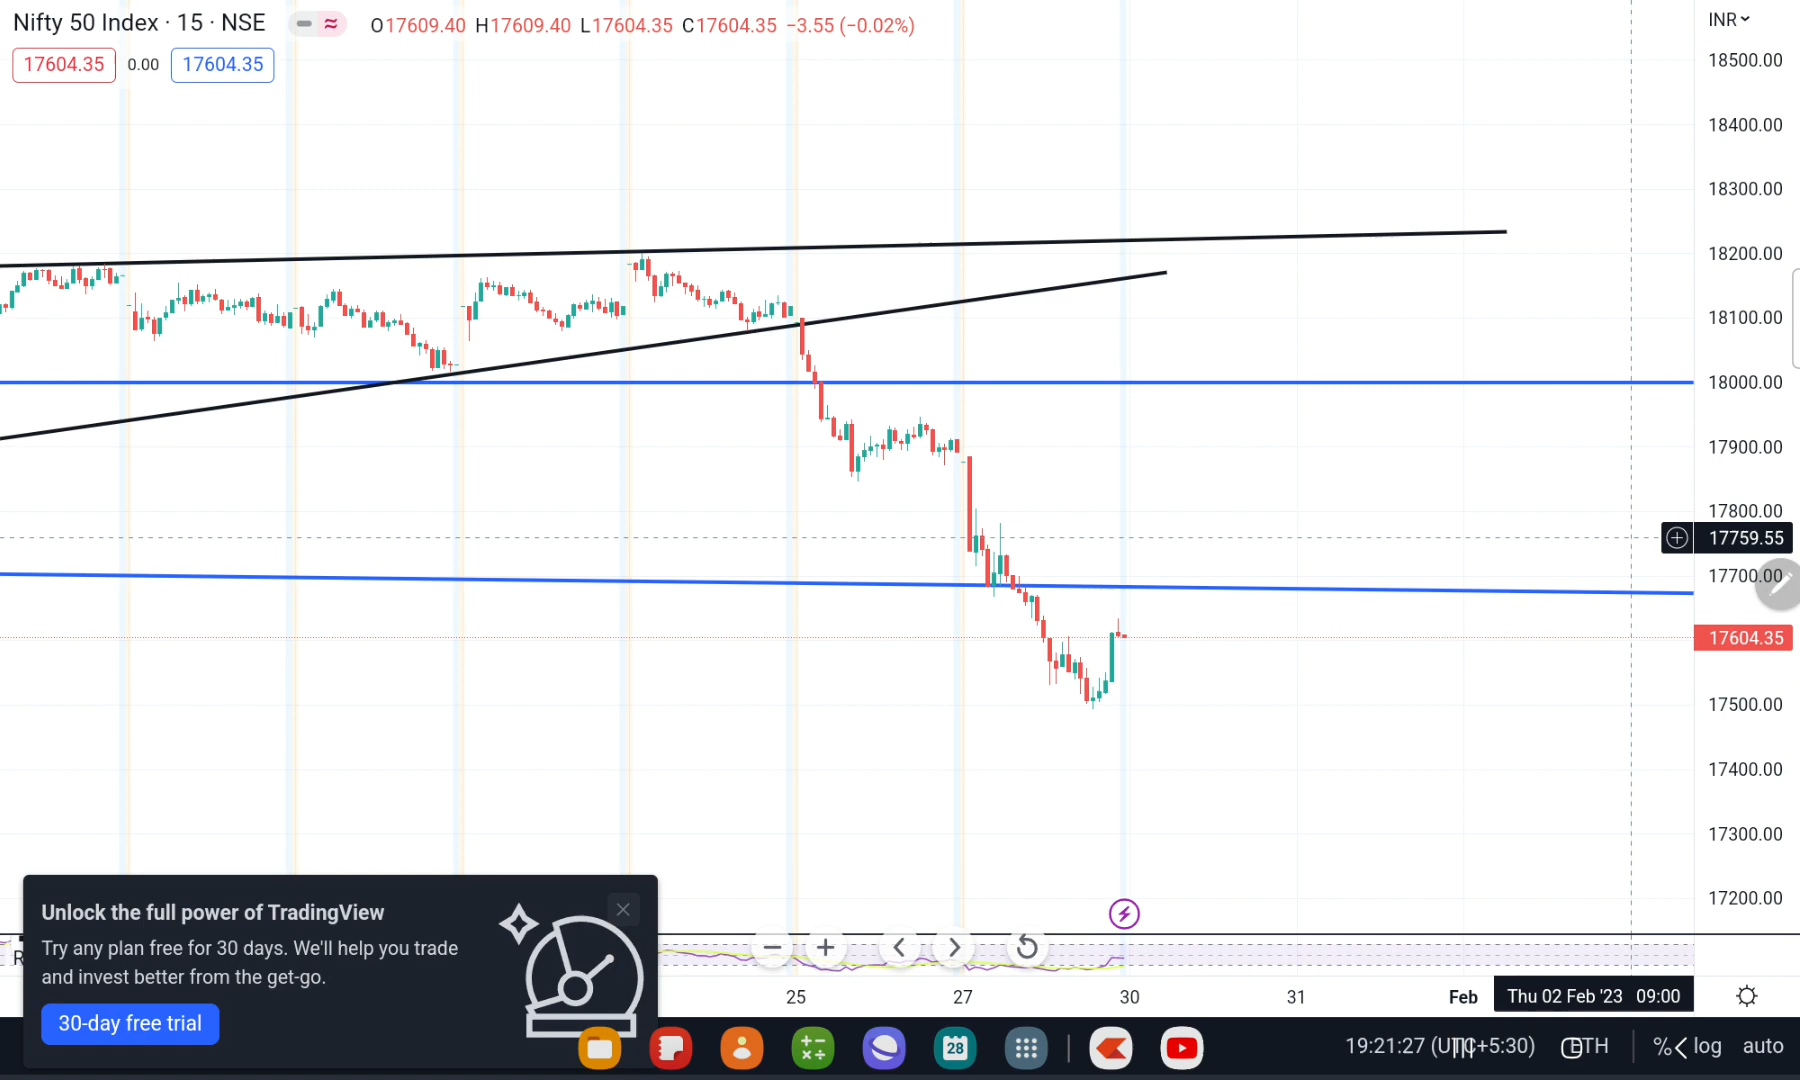 Nifty 50 Index · 15 · NSE
O17609.40 H17609.40 L17604.35 C17604.35 −3.55 (−0.02%)
INR
17604.35 0.00 17604.35
18500.00
18400.00
18300.00
18200.00
18100.00
18000.00
17900.00
17800.00
17759.55
17700.00
17604.35
17500.00
17400.00
17300.00
17200.00
Unlock the full power of TradingView
Try any plan free for 30 days. We'll help you trade
and invest better from the get-go.
30-day free trial
R
25 27 30 31 Feb Thu 02 Feb '23 09:00
28
19:21:27 (UTC+5:30) ETH % log auto